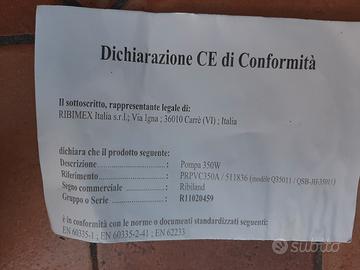 Dichiarazione CE di Conformità
Il sottoscritto, rappresentante legale di:
RIBIMEX Italia s.r.l.; Via Igna ; 36010 Carrè (VI) ; Italia
dichiara che il prodotto seguente:
Descrizione : Pompa 350W
Riferimento : PRPVC350A / 511836 (modèle Q35011 /
Segno commerciale : Ribiland
Gruppo o Serie : R11020459
è in conformità con le norme o documenti standardizzati seguenti:
EN 60335-1 ; EN 60335-2-41 ; EN 62233
subito